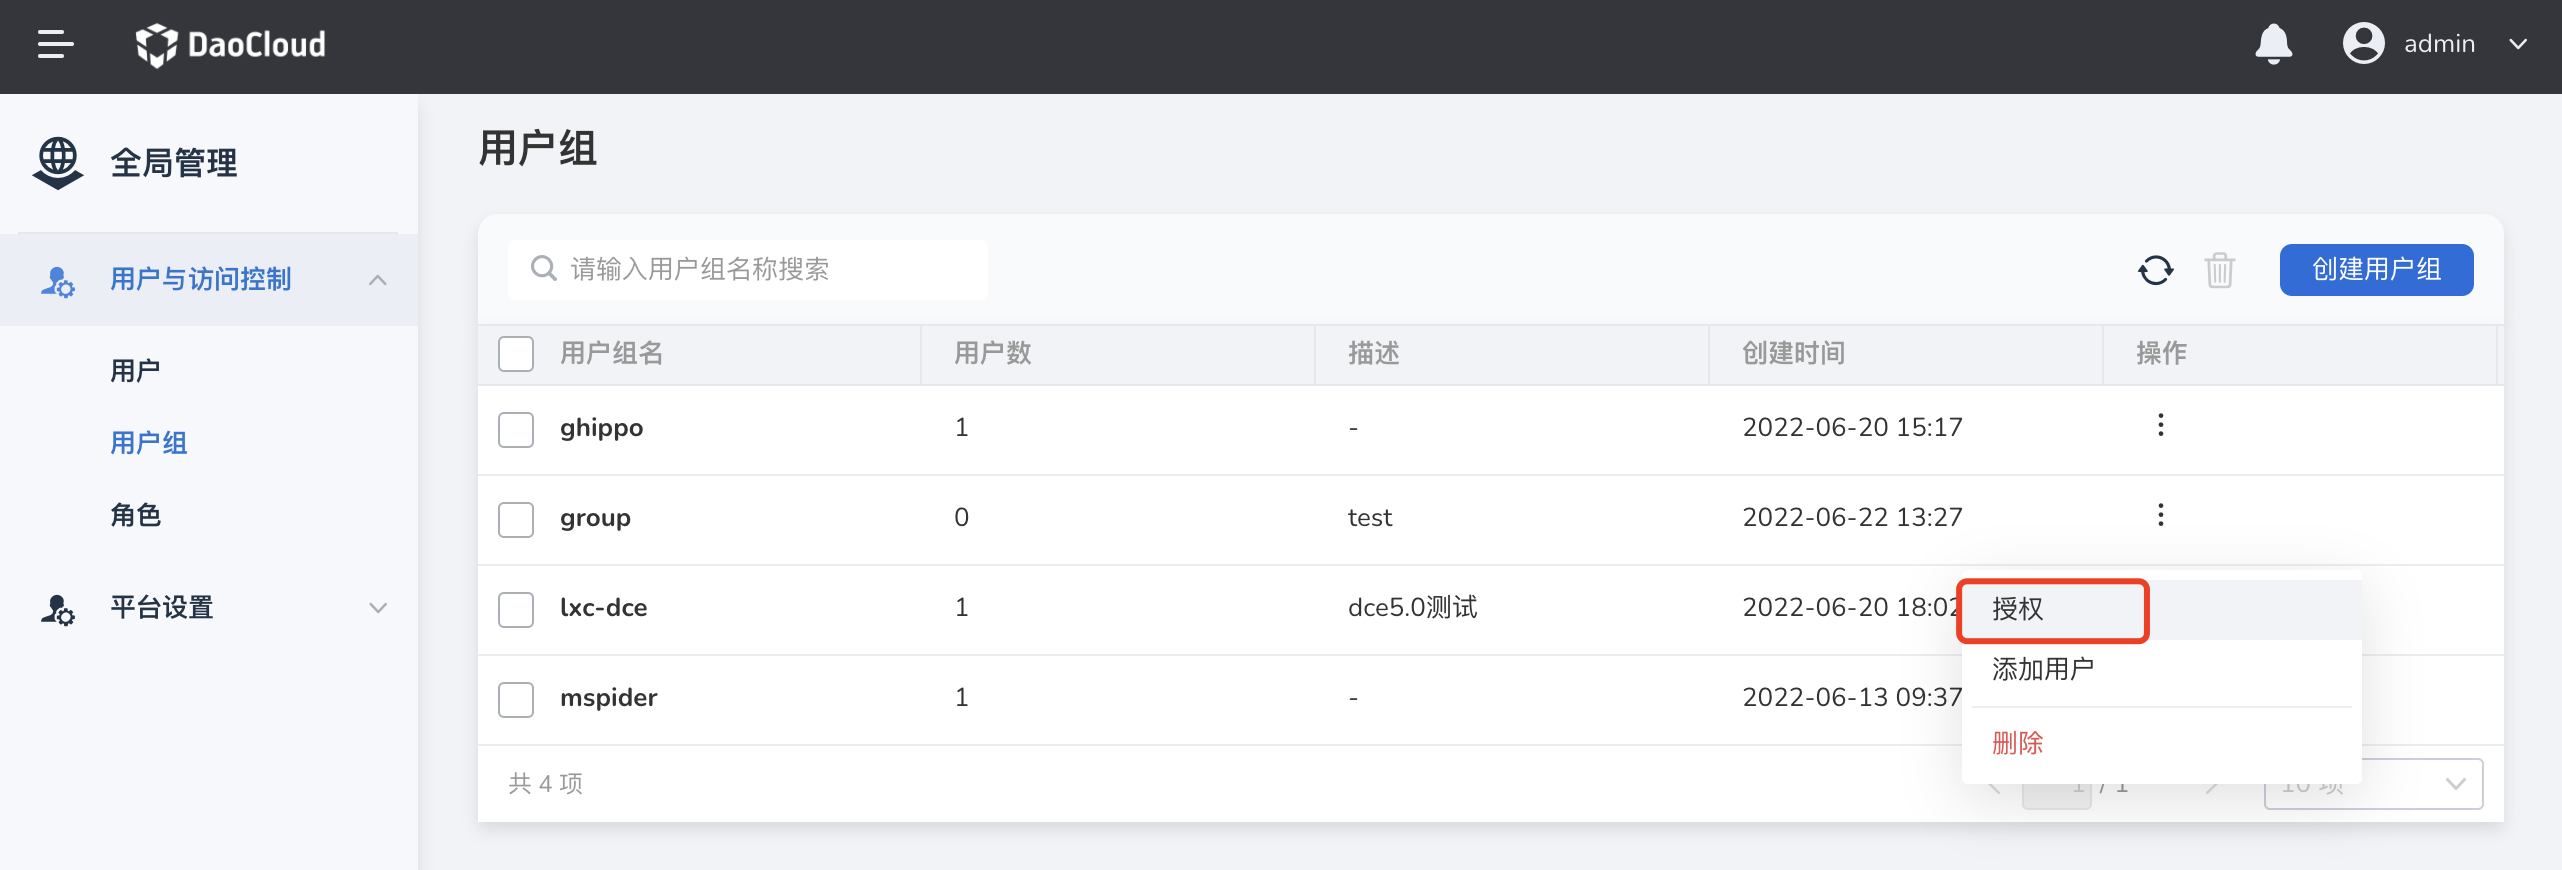 DaoCloud
admin
全局管理
用户与访问控制
用户
用户组
角色
平台设置
用户组
请输入用户组名称搜索
创建用户组
用户组名 用户数 描述 创建时间 操作
ghippo 1 - 2022-06-20 15:17
group 0 test 2022-06-22 13:27
lxc-dce 1 dce5.0测试 2022-06-20 18:02
mspider 1 - 2022-06-13 09:37
授权
添加用户
删除
共 4 项
1 / 1
10 项